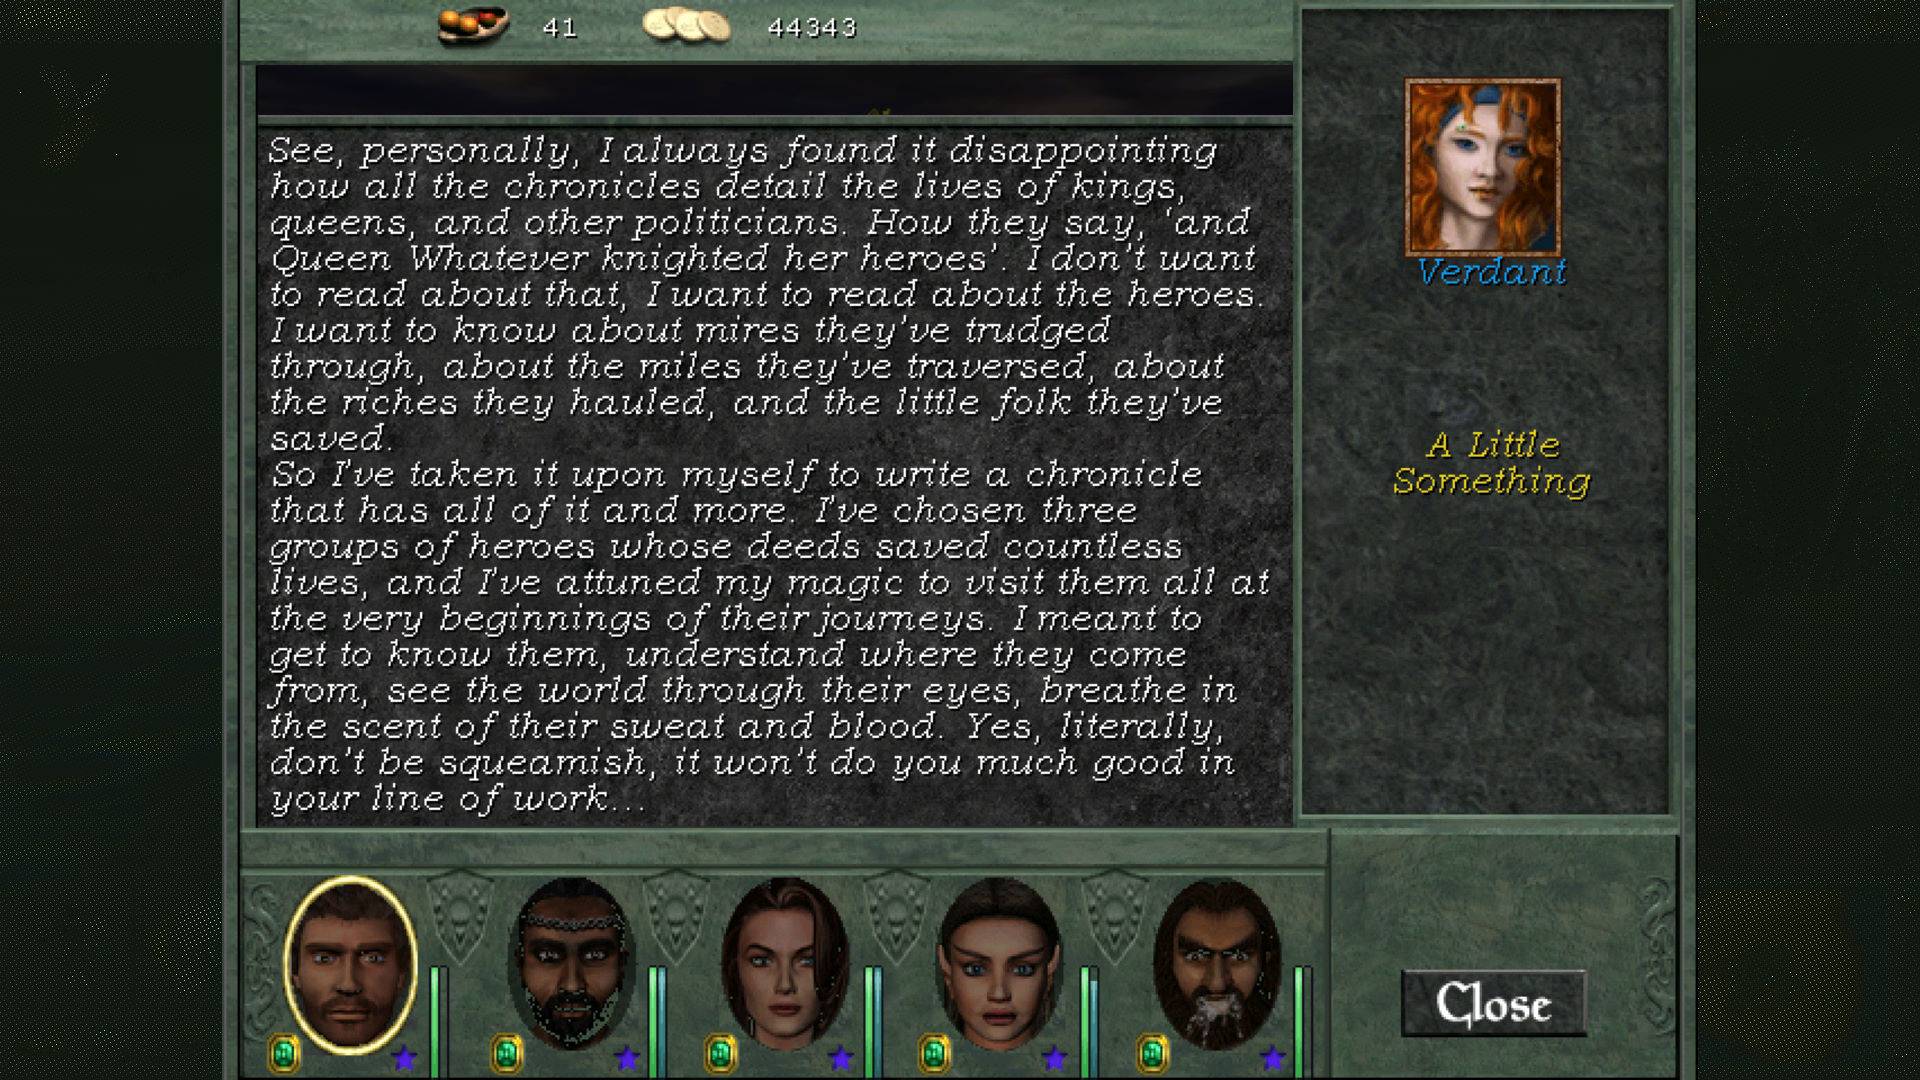 41 44343
See, personally, I always found it disappointing
how all the chronicles detail the lives of kings,
queens, and other politicians. How they say, 'and
Queen Whatever knighted her heroes'. I don't want
to read about that, I want to read about the heroes.
I want to know about mires they've trudged
through, about the miles they've traversed, about
the riches they hauled, and the little folk they've
saved.
So I've taken it upon myself to write a chronicle
that has all of it and more. I've chosen three
groups of heroes whose deeds saved countless
lives, and I've attuned my magic to visit them all at
the very beginnings of their journeys. I meant to
get to know them, understand where they come
from, see the world through their eyes, breathe in
the scent of their sweat and blood. Yes, literally,
don't be squeamish, it won't do you much good in
your line of work...
Verdant
A Little
Something
Close